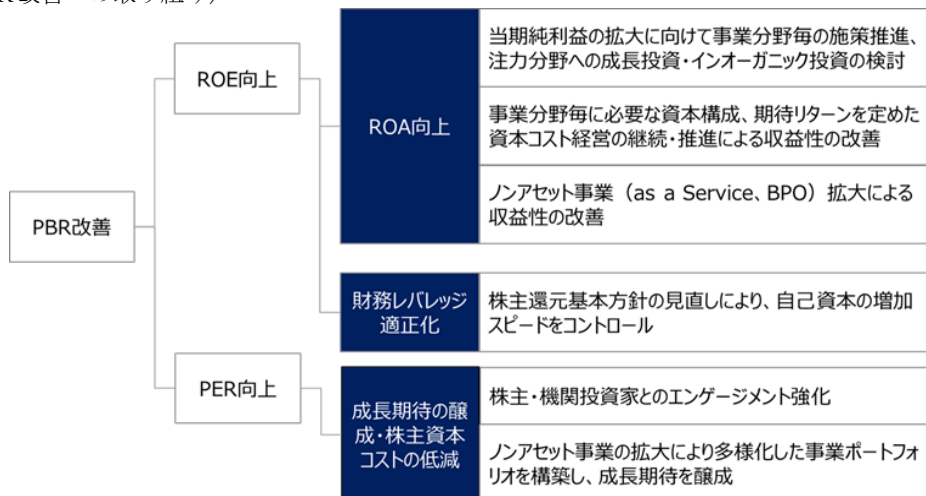 PBR改善
ROE向上
PER向上
ROA向上
当期純利益の拡大に向けて事業分野毎の施策推進、
注力分野への成長投資・インオーガニック投資の検討
事業分野毎に必要な資本構成、期待リターンを定めた
資本コスト経営の継続・推進による収益性の改善
ノンアセット事業（as a Service、BPO）拡大による
収益性の改善
財務レバレッジ
適正化
株主還元基本方針の見直しにより、自己資本の増加
スピードをコントロール
成長期待の醸
成・株主資本
コストの低減
株主・機関投資家とのエンゲージメント強化
ノンアセット事業の拡大により多様化した事業ポートフォ
リオを構築し、成長期待を醸成